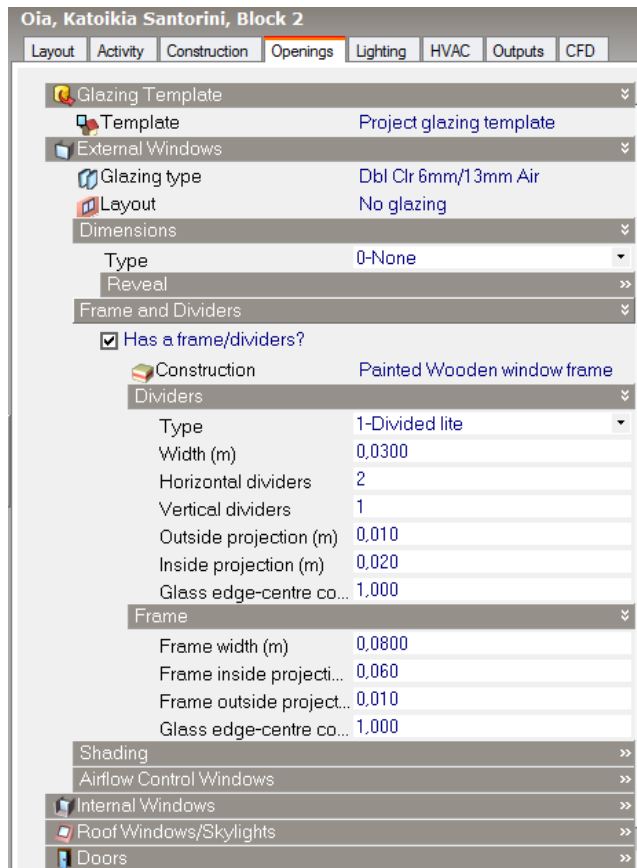 Oia, Katoikia Santorini, Block 2
Layout Activity Construction Openings Lighting HVAC Outputs CFD
Glazing Template
Template Project glazing template
External Windows
Glazing type Dbl Clr 6mm/13mm Air
Layout No glazing
Dimensions
Type 0-None
Reveal
Frame and Dividers
Has a frame/dividers?
Construction Painted Wooden window frame
Dividers
Type 1-Divided lite
Width (m) 0,0300
Horizontal dividers 2
Vertical dividers 1
Outside projection (m) 0,010
Inside projection (m) 0,020
Glass edge-centre co... 1,000
Frame
Frame width (m) 0,0800
Frame inside projecti... 0,060
Frame outside project... 0,010
Glass edge-centre co... 1,000
Shading
Airflow Control Windows
Internal Windows
Roof Windows/Skylights
Doors